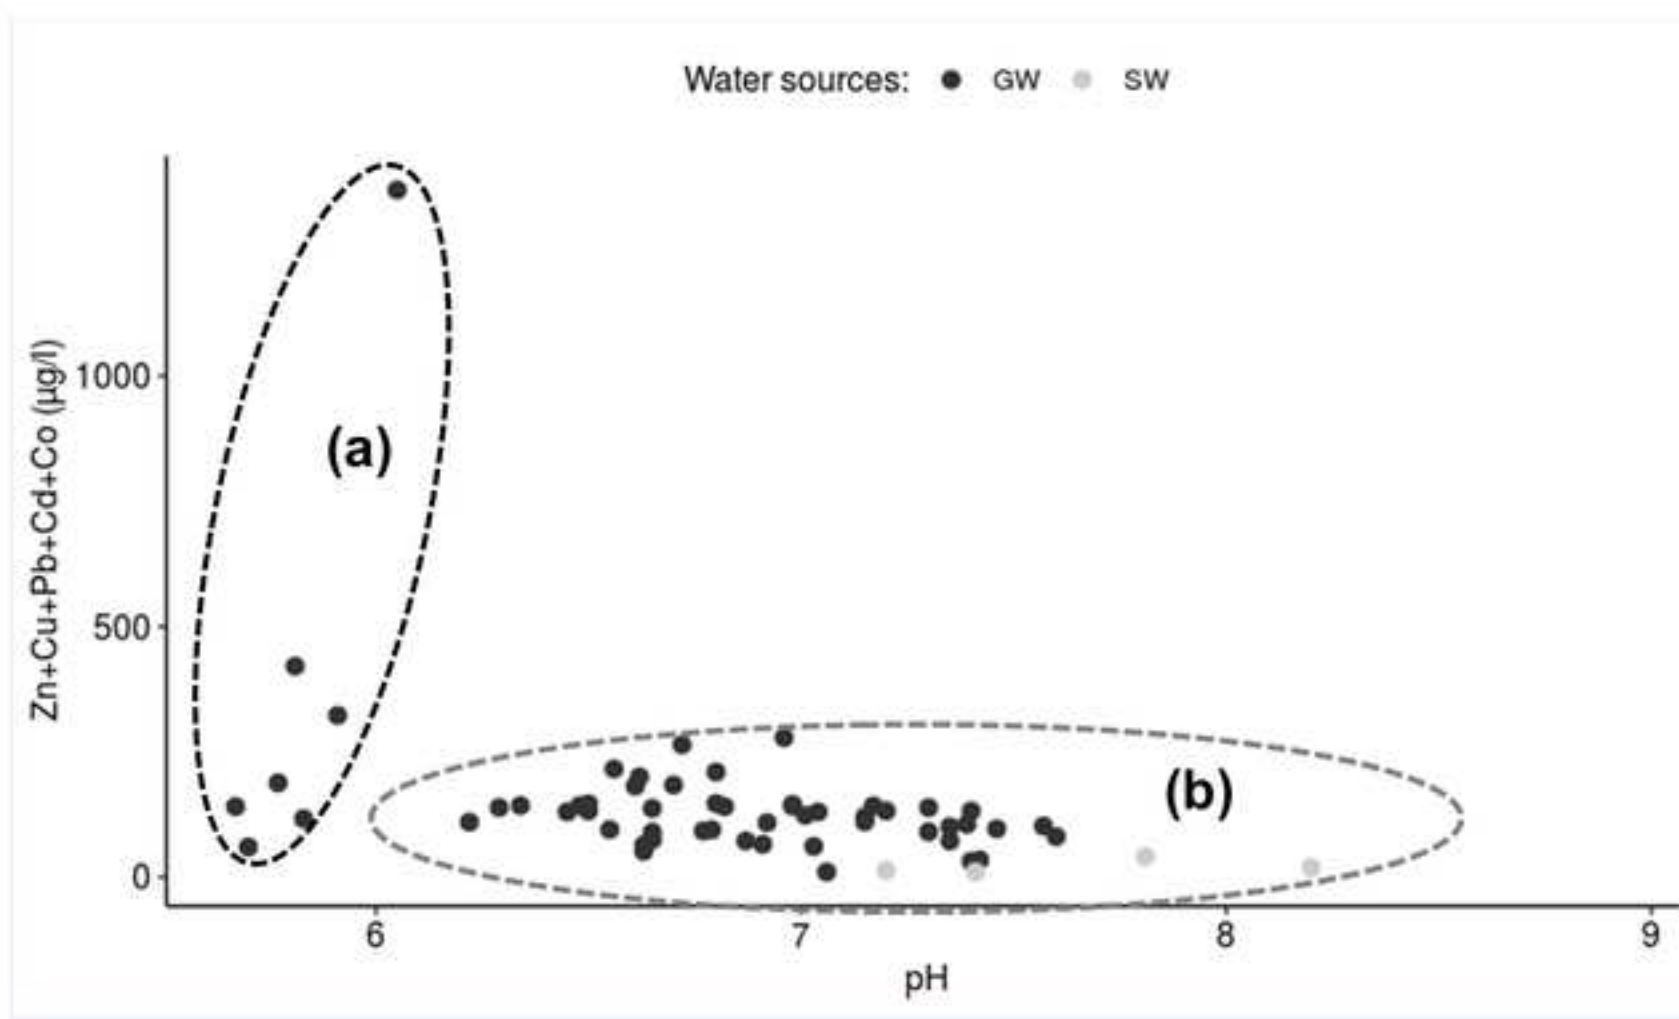 Water sources: GW SW
Zn+Cu+Pb+Cd+Co (µg/l)
1000
500
0
(a)
(b)
6 7 8 9
pH